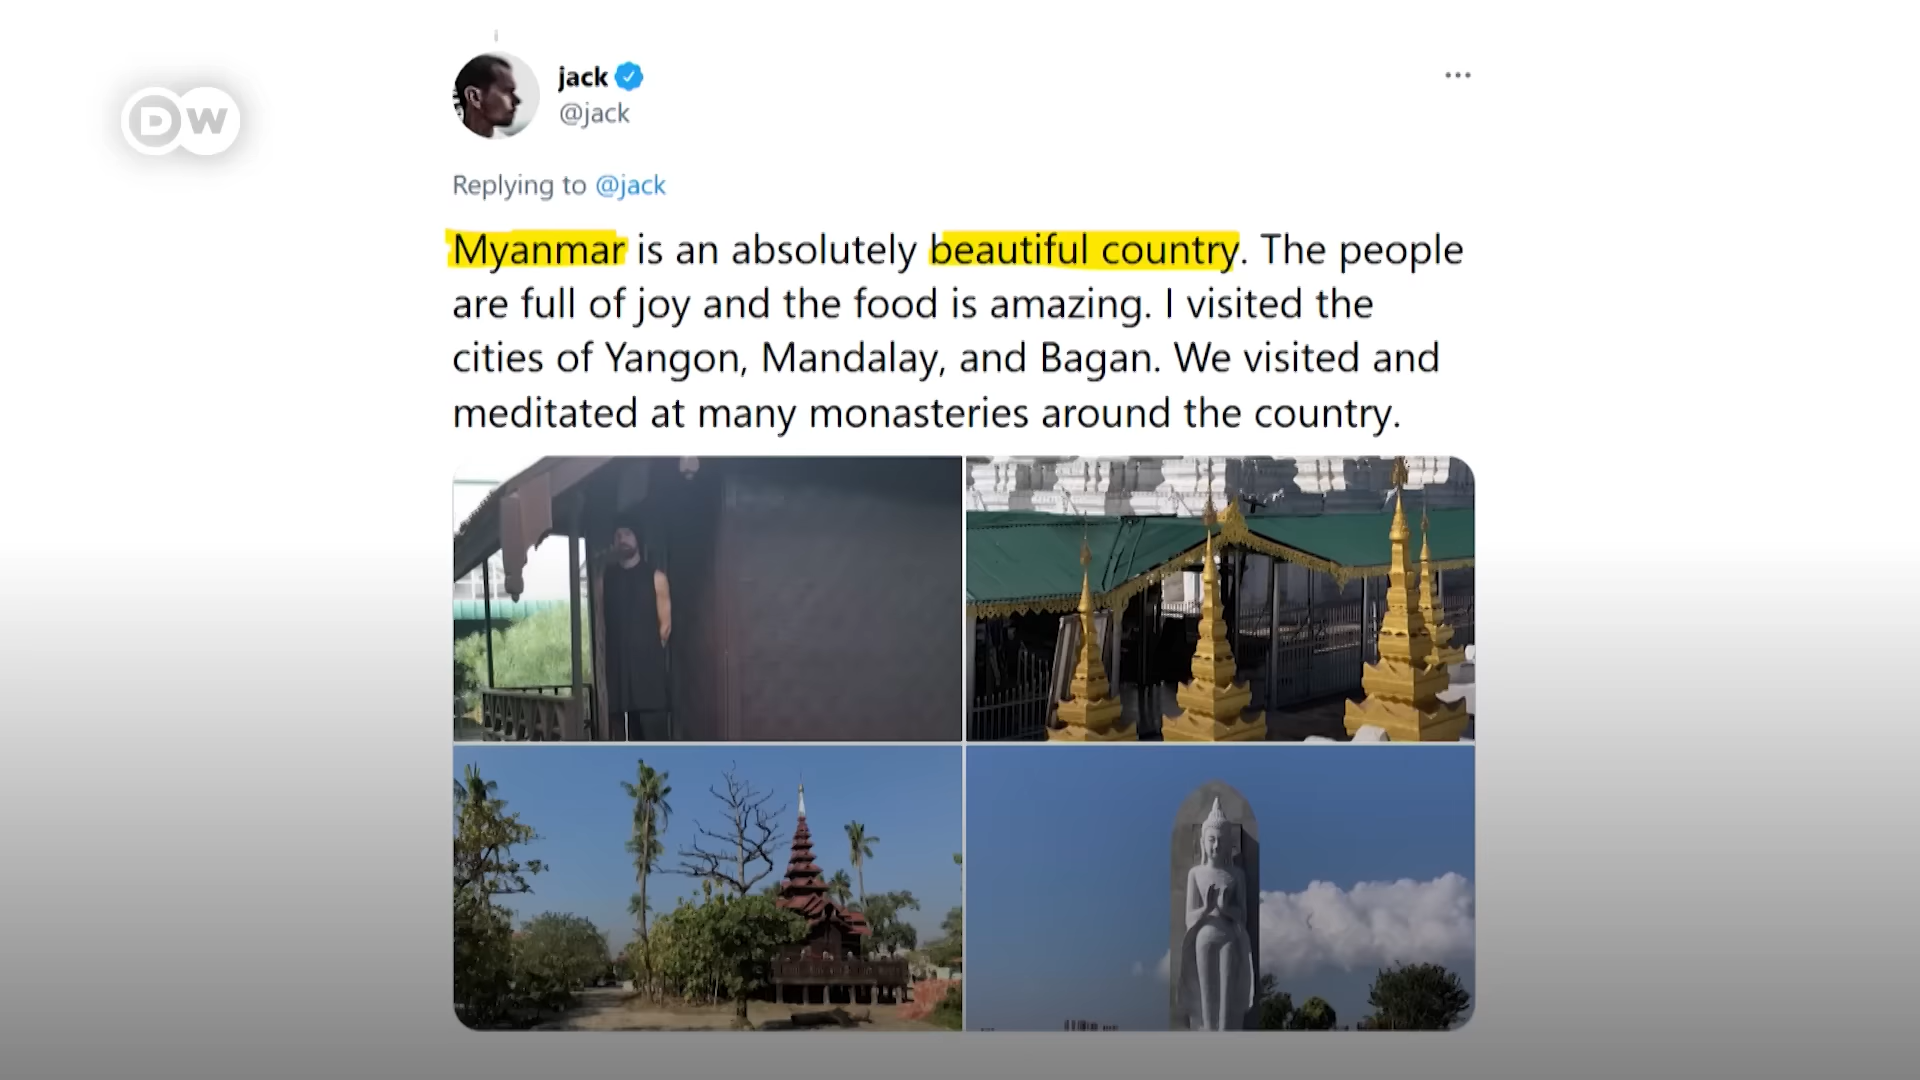 DW
jack
@jack
Replying to @jack
Myanmar is an absolutely beautiful country. The people
are full of joy and the food is amazing. I visited the
cities of Yangon, Mandalay, and Bagan. We visited and
meditated at many monasteries around the country.